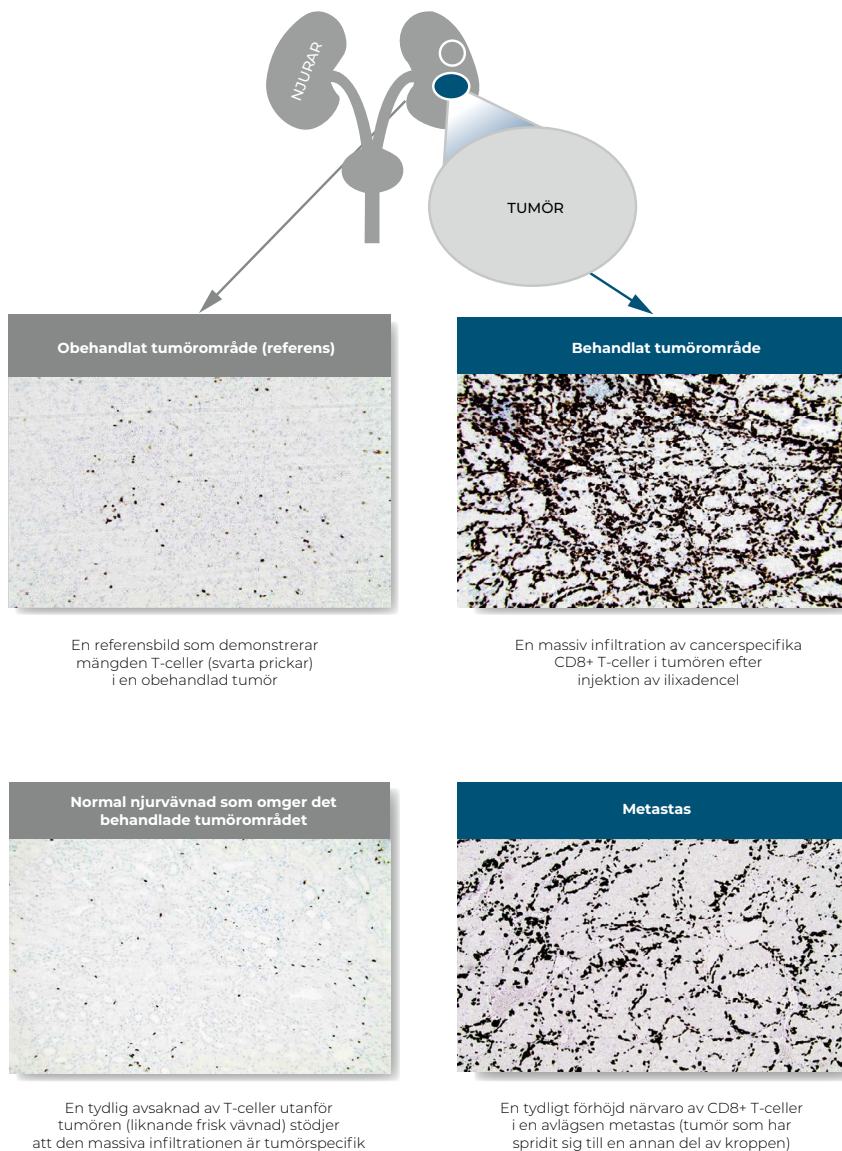 NJURAR
TUMÖR
Obehandlat tumörområde (referens)
En referensbild som demonstrerar
mängden T-celler (svarta prickar)
i en obehandlad tumör
Behandlat tumörområde
En massiv infiltration av cancerspecifika
CD8+ T-celler i tumören efter
injektion av ilixadencel
Normal njurvävnad som omger det
behandlade tumörområdet
En tydlig avsaknad av T-celler utanför
tumören (liknande frisk vävnad) stödjer
att den massiva infiltrationen är tumörspecifik
Metastas
En tydligt förhöjd närvaro av CD8+ T-celler
i en avlägsen metastas (tumör som har
spridit sig till en annan del av kroppen)